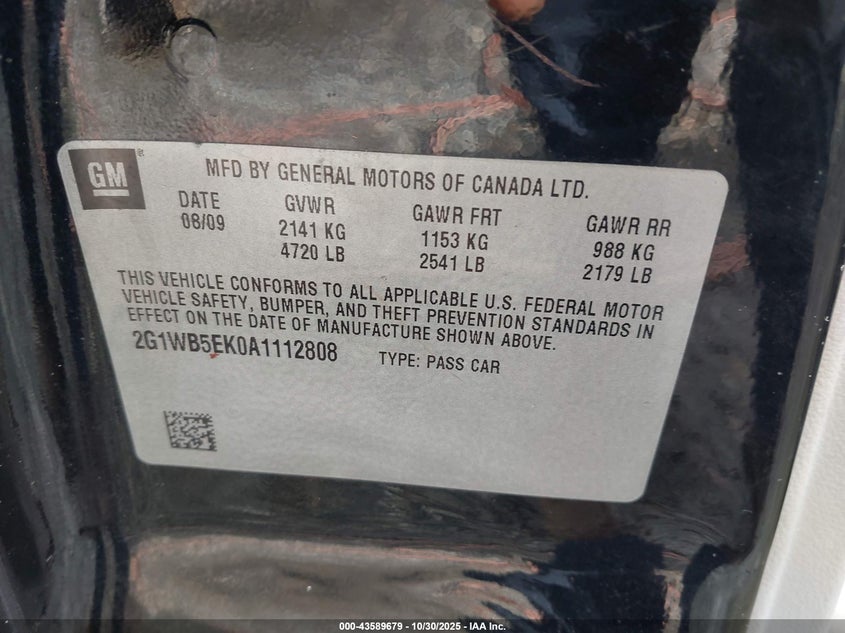 GM
MFD BY GENERAL MOTORS OF CANADA LTD.
DATE GVWR GAWR FRT GAWR RR
08/09 2141 KG 1153 KG 988 KG
4720 LB 2541 LB 2179 LB
THIS VEHICLE CONFORMS TO ALL APPLICABLE U.S. FEDERAL MOTOR
VEHICLE SAFETY, BUMPER, AND THEFT PREVENTION STANDARDS IN
EFFECT ON THE DATE OF MANUFACTURE SHOWN ABOVE.
2G1WB5EK0A1112808 TYPE: PASS CAR
000-43589679 - 10/30/2025 - IAA Inc.